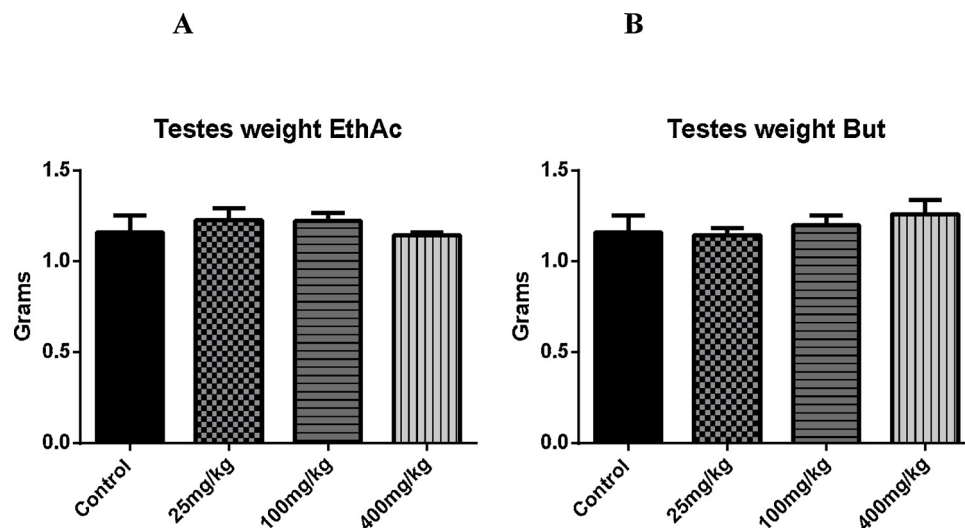 A
B
Testes weight EthAc
Grams
1.5
1.0
0.5
0.0
Control
25mg/kg
100mg/kg
400mg/kg
Testes weight But
Grams
1.5
1.0
0.5
0.0
Control
25mg/kg
100mg/kg
400mg/kg